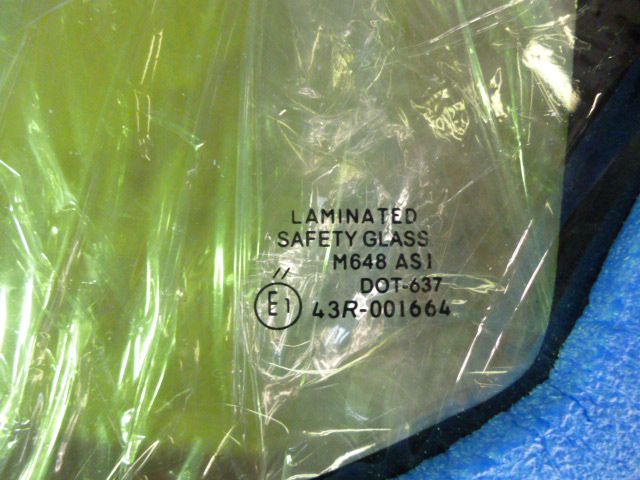 LAMINATED
SAFETY GLASS
M648 AS1
DOT-637
//
E1 43R-001664